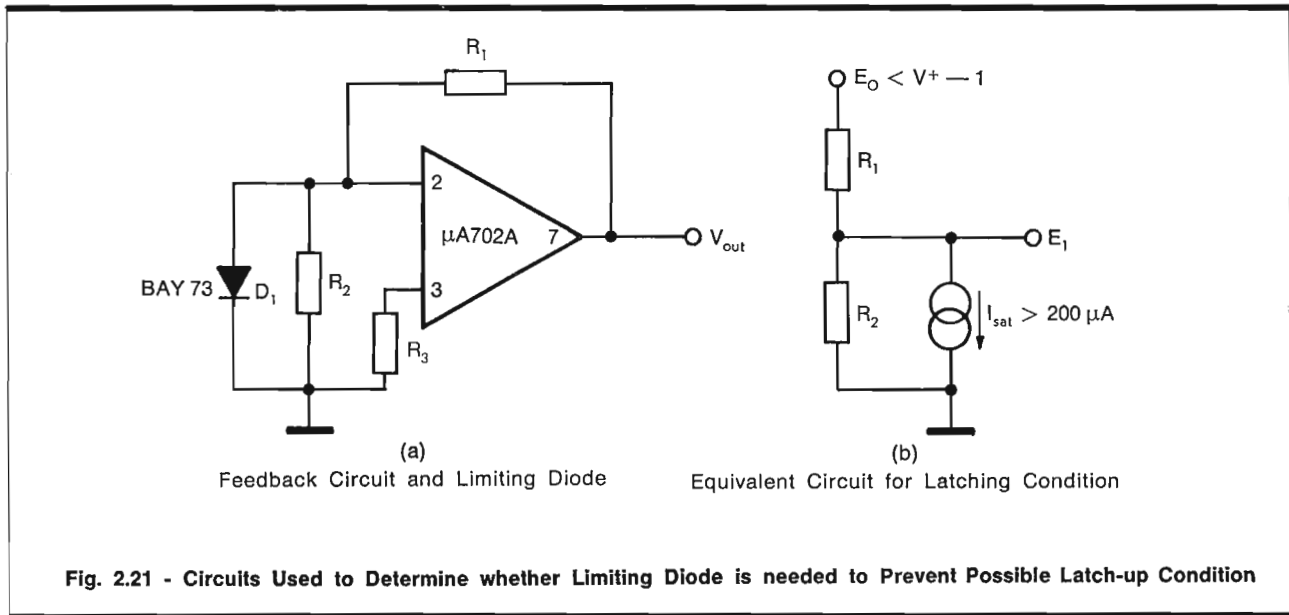 R1
2
μA702A
7
3
Vout
BAY 73
D1
R2
R3
(a)
Feedback Circuit and Limiting Diode
EO < V+ — 1
R1
E1
R2
Isat > 200 μA
(b)
Equivalent Circuit for Latching Condition
Fig. 2.21 - Circuits Used to Determine whether Limiting Diode is needed to Prevent Possible Latch-up Condition